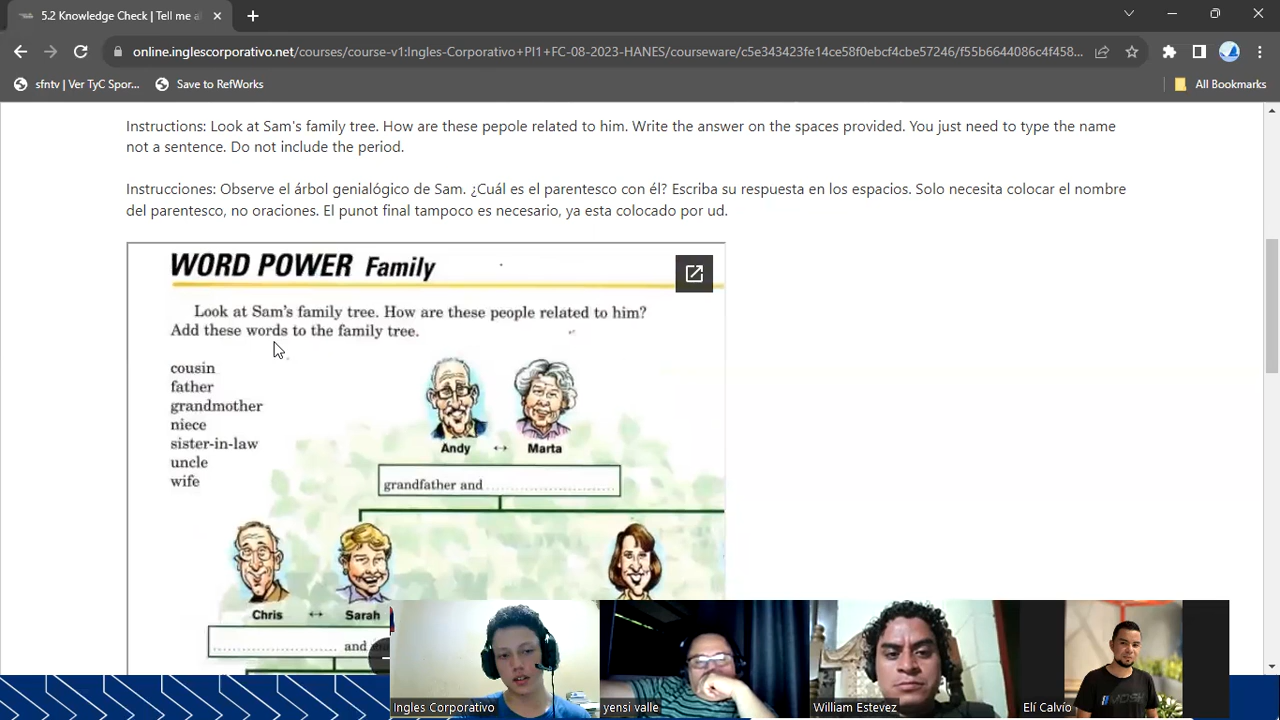 5.2 Knowledge Check | Tell me a
online.inglescorporativo.net/courses/course-v1:Ingles-Corporativo+PI1+FC-08-2023-HANES/courseware/c5e343423fe14ce58f0ebcf4cbe57246/f55b6644086c4f458...
sfntv | Ver TyC Spor...
Save to RefWorks
All Bookmarks
Instructions: Look at Sam's family tree. How are these pepole related to him. Write the answer on the spaces provided. You just need to type the name
not a sentence. Do not include the period.
Instrucciones: Observe el árbol genialógico de Sam. ¿Cuál es el parentesco con él? Escriba su respuesta en los espacios. Solo necesita colocar el nombre
del parentesco, no oraciones. El punot final tampoco es necesario, ya esta colocado por ud.
WORD POWER Family
Look at Sam's family tree. How are these people related to him?
Add these words to the family tree.
cousin
father
grandmother
niece
sister-in-law
uncle
wife
Andy ↔ Marta
grandfather and ........................
Chris ↔ Sarah
........................ and
Ingles Corporativo
yensi valle
William Estevez
Elí Calvío